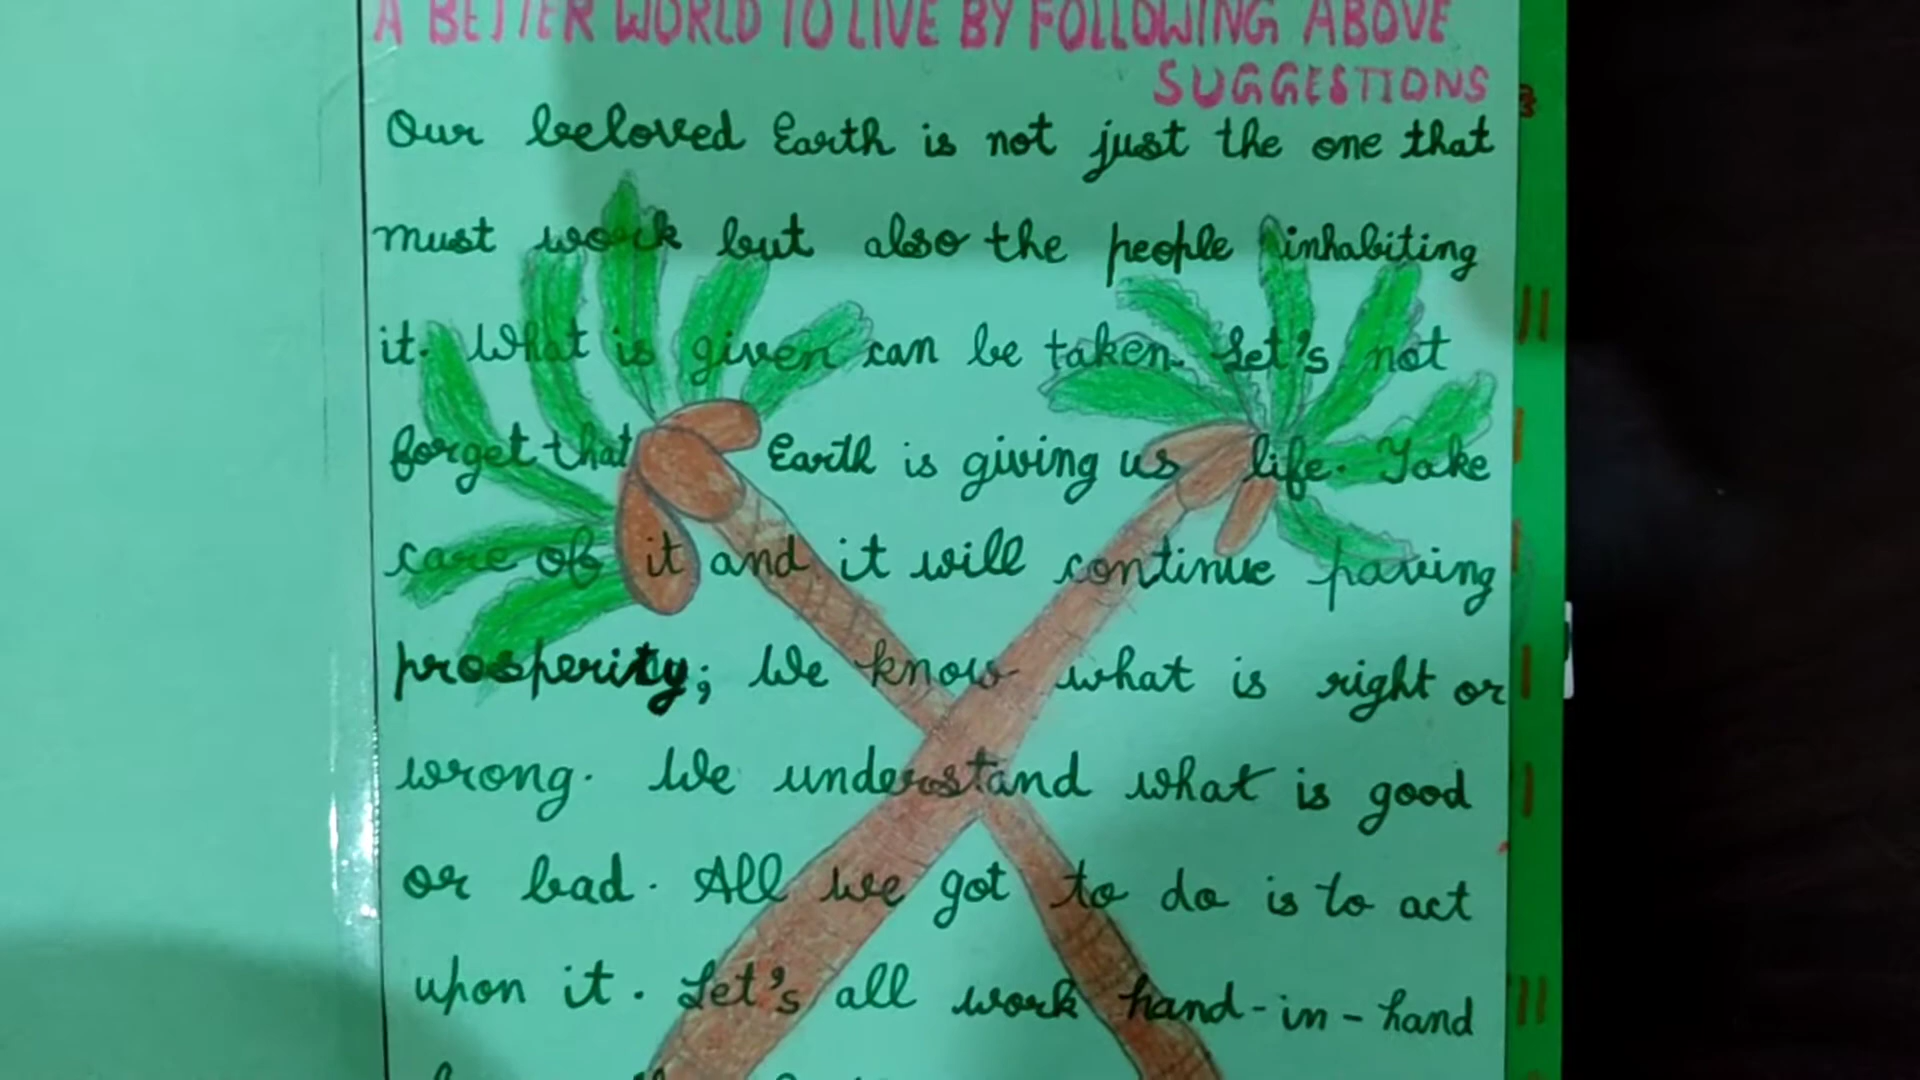 A BETTER WORLD TO LIVE BY FOLLOWING ABOVE
SUGGESTIONS
Our beloved Earth is not just the one that
must work but also the people inhabiting
it. What is given can be taken. Let's not
forget that Earth is giving us life. Take
care of it and it will continue paving
prosperity; We know what is right or
wrong. We understand what is good
or bad. All we got to do is to act
upon it. Let's all work hand-in-hand